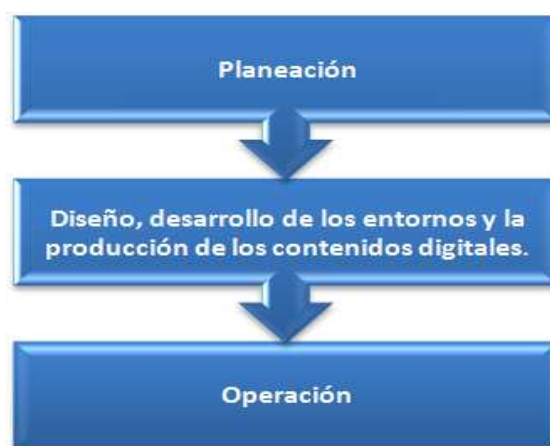 Planeación
Diseño, desarrollo de los entornos y la
producción de los contenidos digitales.
Operación